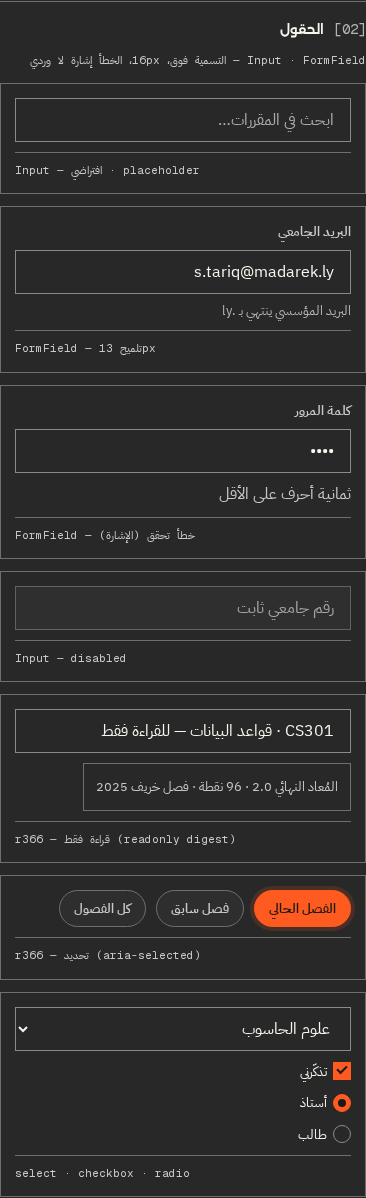 [02] الحقول
Input · FormField — التسمية فوق، 16px، الخطأ إشارة لا وردي
ابحث في المقررات...
Input — افتراضي · placeholder
البريد الجامعي
s.tariq@madarek.ly
البريد المؤسسي ينتهي بـ .ly
FormField — 13 تلميحpx
كلمة المرور
••••
ثمانية أحرف على الأقل
FormField — خطأ تحقق (الإشارة)
رقم جامعي ثابت
Input — disabled
CS301 · قواعد البيانات — للقراءة فقط
المُعاد النهائي 2.0 · 96 نقطة · فصل خريف 2025
r366 — قراءة فقط (readonly digest)
الفصل الحالي
فصل سابق
كل الفصول
r366 — تحديد (aria-selected)
علوم الحاسوب
تذكّرني
أستاذ
طالب
select · checkbox · radio